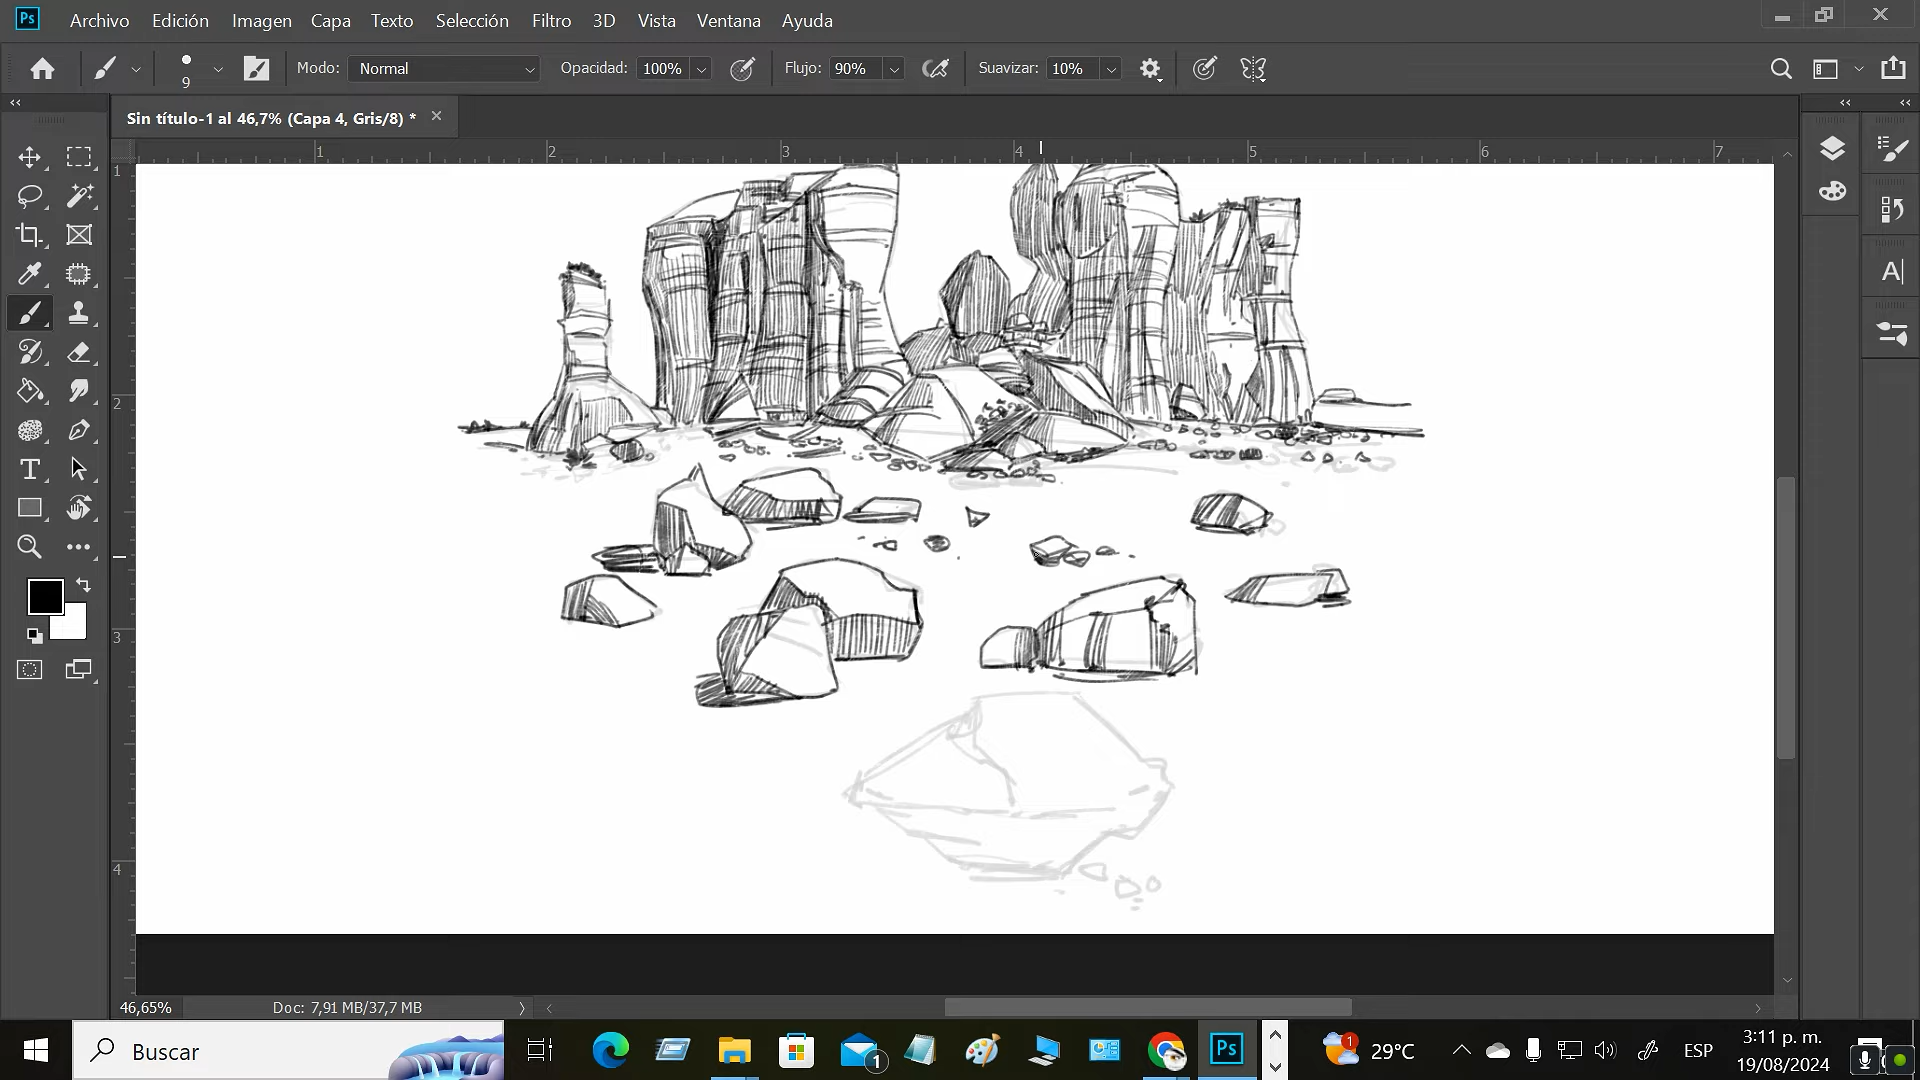 Ps Archivo Edición Imagen Capa Texto Selección Filtro 3D Vista Ventana Ayuda
9 Modo: Normal Opacidad: 100% Flujo: 90% Suavizar: 10%
Sin título-1 al 46,7% (Capa 4, Gris/8) *
1 2 3 4 5 6 7
1
2
3
4
T
A
46,65% Doc: 7,91 MB/37,7 MB
Buscar 1 Ps 1 29°C ESP 3:11 p. m.
19/08/2024